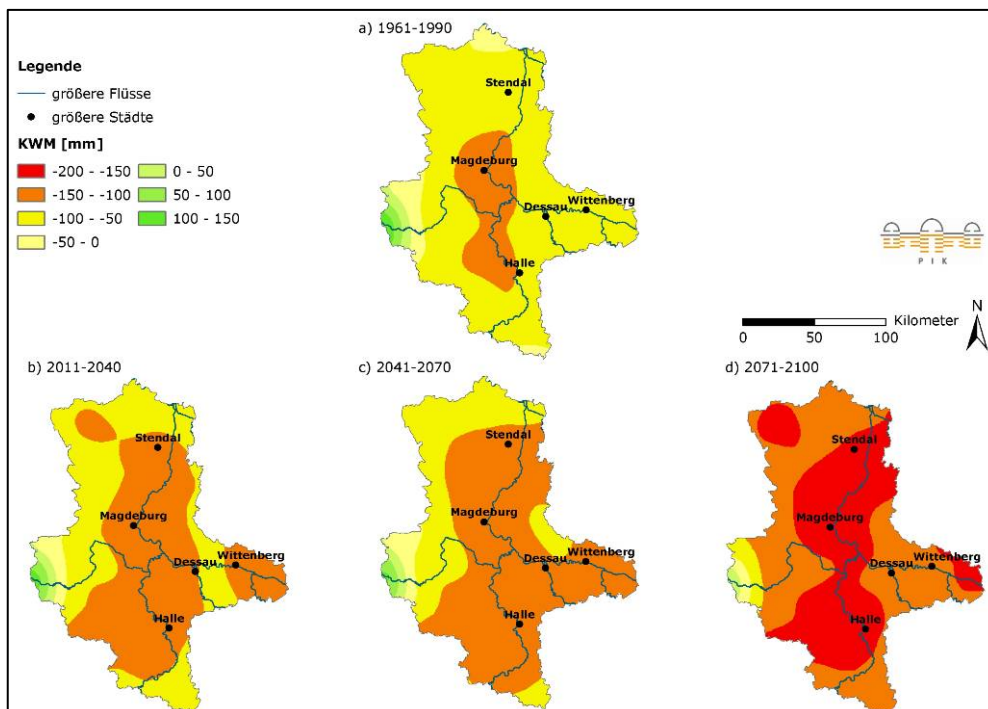 a) 1961-1990
Legende
größere Flüsse
größere Städte
KWM [mm]
-200 - -150
-150 - -100
-100 - -50
-50 - 0
0 - 50
50 - 100
100 - 150
Stendal
Magdeburg
Dessau
Wittenberg
Halle
P I K
Kilometer
0 50 100
N
b) 2011-2040
Stendal
Magdeburg
Dessau
Wittenberg
Halle
c) 2041-2070
Stendal
Magdeburg
Dessau
Wittenberg
Halle
d) 2071-2100
Stendal
Magdeburg
Dessau
Wittenberg
Halle